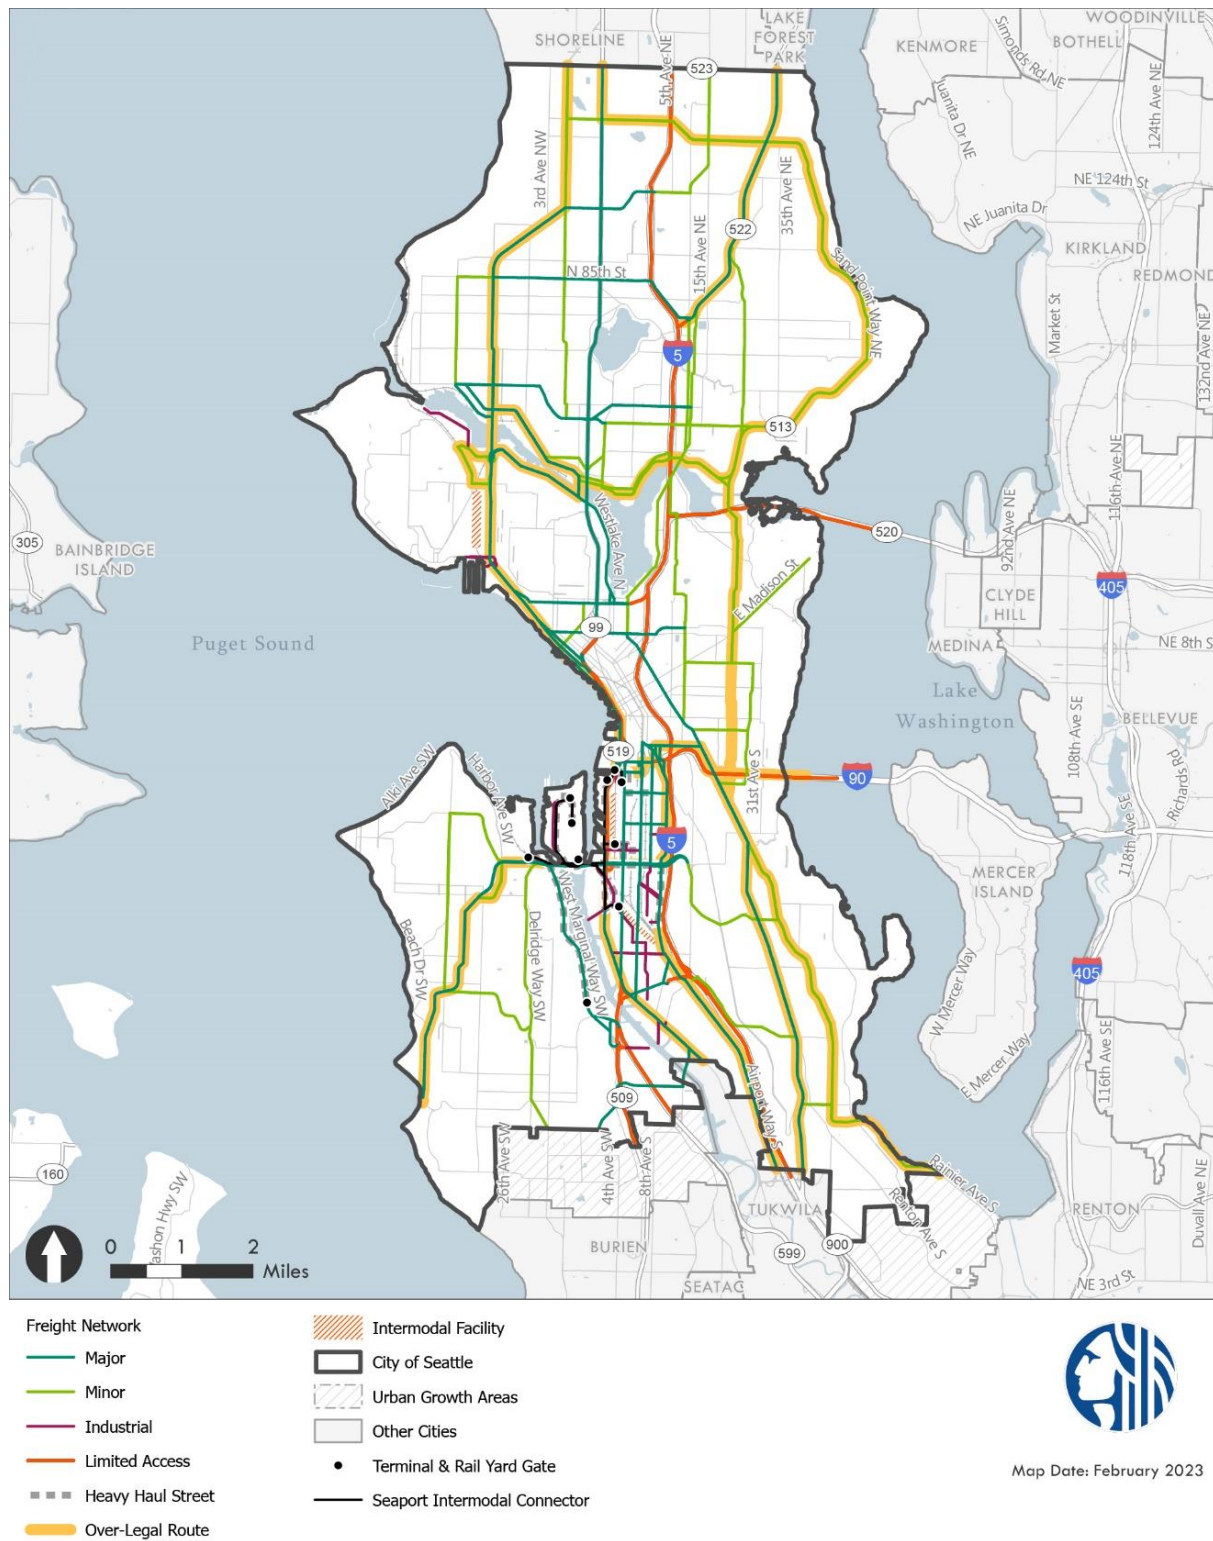 SHORELINE
LAKE
FOREST
PARK
KENMORE
Simonds Rd NE
BOTHELL
WOODINVILLE
5th Ave NE
523
Juanita Dr NE
124th Ave NE
3rd Ave NW
35th Ave NE
NE 124th St
522
NE Juanita Dr
15th Ave NE
KIRKLAND
N 85th St
Sand Point Way NE
REDMOND
Market St
132nd Ave NE
5
513
116th Ave NE
305
BAINBRIDGE
ISLAND
Westlake Ave N
92nd Ave NE
520
E Madison St
405
CLYDE
HILL
99
Puget Sound
MEDINA
NE 8th S
Lake
Washington
108th Ave SE
BELLEVUE
519
Alki Ave SW
Harbor Ave SW
31st Ave S
90
Richards Rd
118th Ave SE
5
MERCER
ISLAND
Beach Dr SW
Delridge Way SW
West Marginal Way SW
W Mercer Way
405
116th Ave SE
E Mercer Way
Airport Way S
509
26th Ave SW
4th Ave SW
8th Ave S
Rainier Ave S
160
ashon Hwy SW
TUKWILA
Renton Ave S
RENTON
Duvall Ave NE
BURIEN
599
900
SEATAC
NE 3rd St
0 1 2
Miles
Freight Network
Major
Minor
Industrial
Limited Access
Heavy Haul Street
Over-Legal Route
Intermodal Facility
City of Seattle
Urban Growth Areas
Other Cities
Terminal & Rail Yard Gate
Seaport Intermodal Connector
Map Date: February 2023